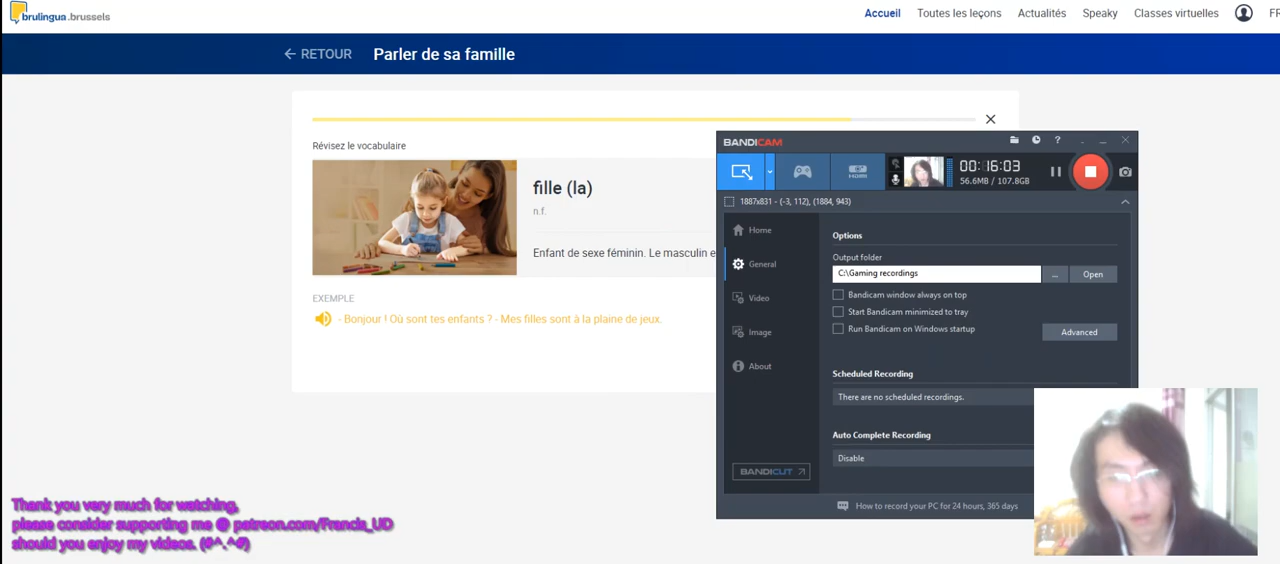 brulingua.brussels
Accueil Toutes les leçons Actualités Speaky Classes virtuelles FR
← RETOUR Parler de sa famille
Révisez le vocabulaire
fille (la)
n.f.
Enfant de sexe féminin. Le masculin e
EXEMPLE
- Bonjour ! Où sont tes enfants ? - Mes filles sont à la plaine de jeux.
BANDICAM
00:16:03
56.6MB / 107.8GB
1887x831 - (-3, 112), (1884, 943)
Home
General
Video
Image
About
BANDICUT
Options
Output folder
C:\Gaming recordings ... Open
Bandicam window always on top
Start Bandicam minimized to tray
Run Bandicam on Windows startup
Advanced
Scheduled Recording
There are no scheduled recordings.
Auto Complete Recording
Disable
How to record your PC for 24 hours, 365 days
Thank you very much for watching,
please consider supporting me @ patreon.com/Francis_UD
should you enjoy my videos. (#^.^#)